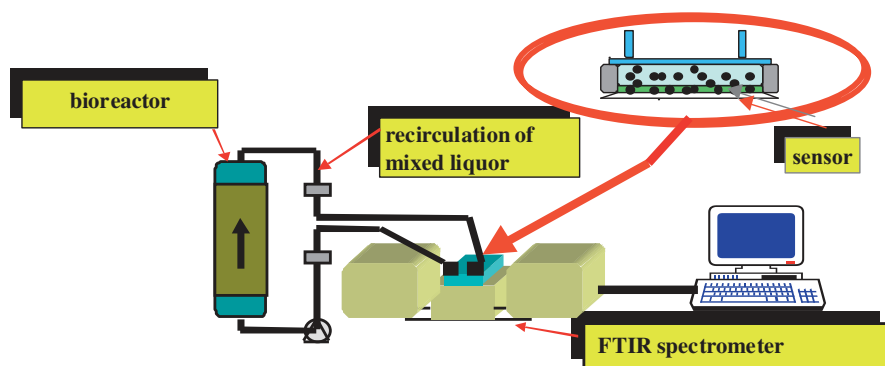 bioreactor
recirculation of
mixed liquor
sensor
FTIR spectrometer